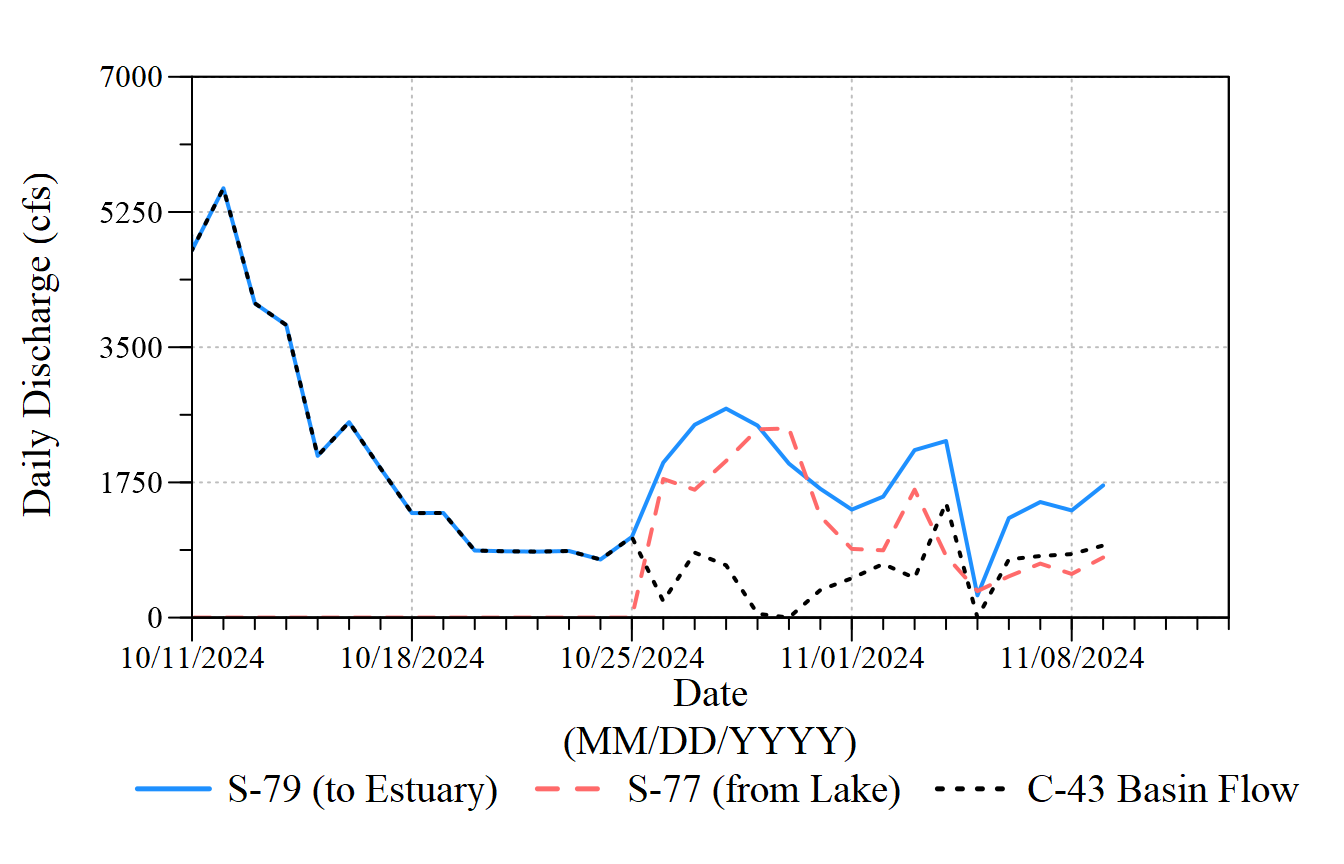 7000
5250
3500
1750
0
Daily Discharge (cfs)
10/11/2024 10/18/2024 10/25/2024 11/01/2024 11/08/2024
Date
(MM/DD/YYYY)
S-79 (to Estuary) S-77 (from Lake) C-43 Basin Flow